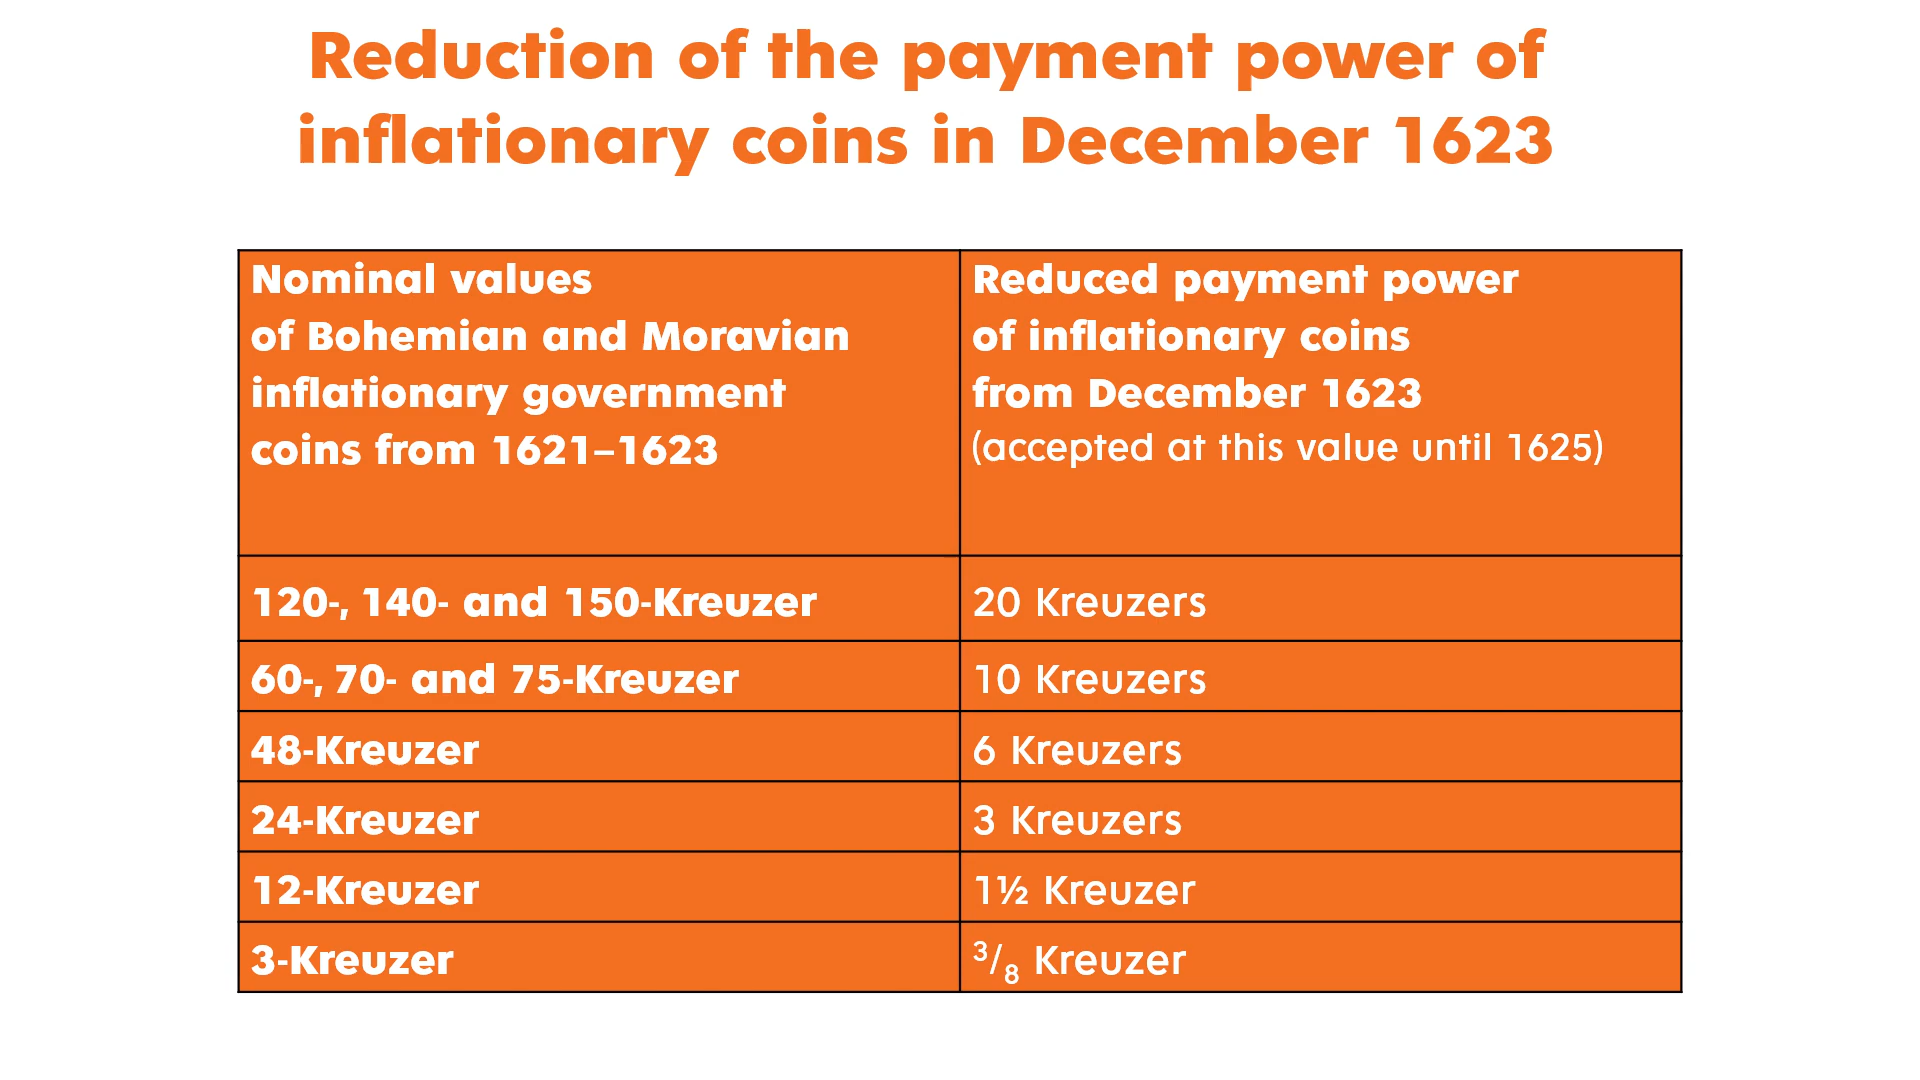 Reduction of the payment power of
inflationary coins in December 1623
Nominal values
of Bohemian and Moravian
inflationary government
coins from 1621–1623
Reduced payment power
of inflationary coins
from December 1623
(accepted at this value until 1625)
120-, 140- and 150-Kreuzer
20 Kreuzers
60-, 70- and 75-Kreuzer
10 Kreuzers
48-Kreuzer
6 Kreuzers
24-Kreuzer
3 Kreuzers
12-Kreuzer
1½ Kreuzer
3-Kreuzer
3/8 Kreuzer